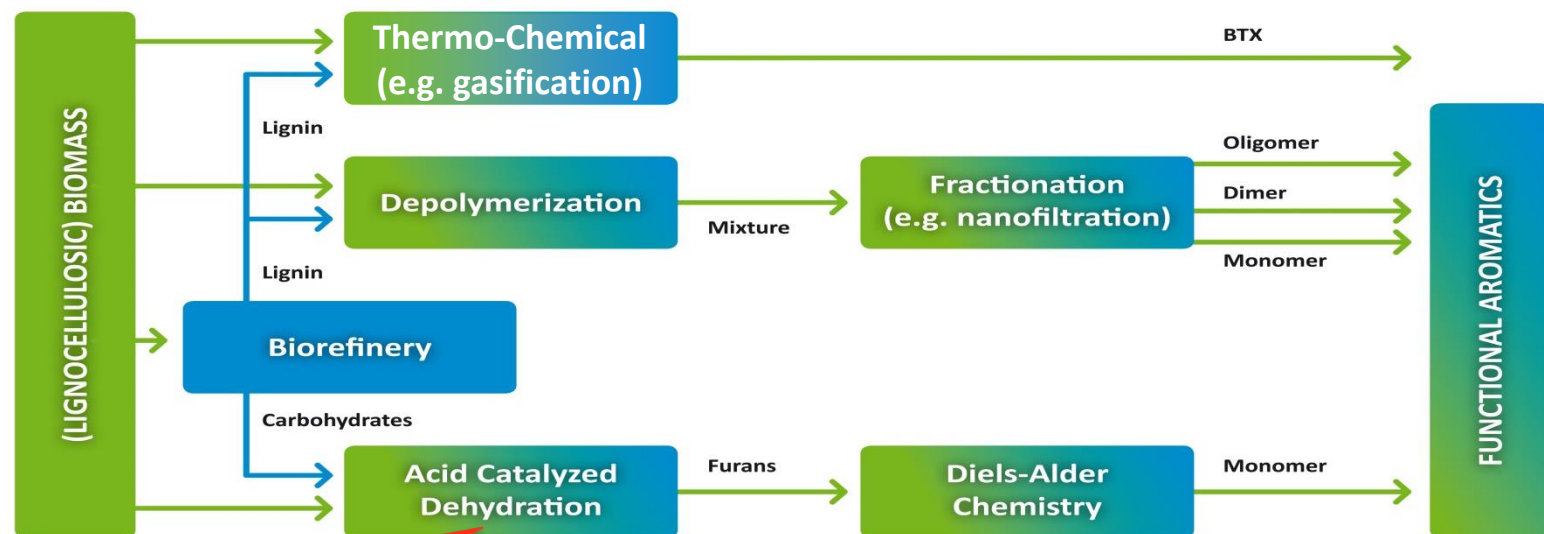 (LIGNOCELLULOSIC) BIOMASS
Thermo-Chemical
(e.g. gasification)
BTX
Lignin
Depolymerization
Mixture
Fractionation
(e.g. nanofiltration)
Oligomer
Dimer
Monomer
Lignin
Biorefinery
Carbohydrates
Acid Catalyzed
Dehydration
Furans
Diels-Alder
Chemistry
Monomer
FUNCTIONAL AROMATICS